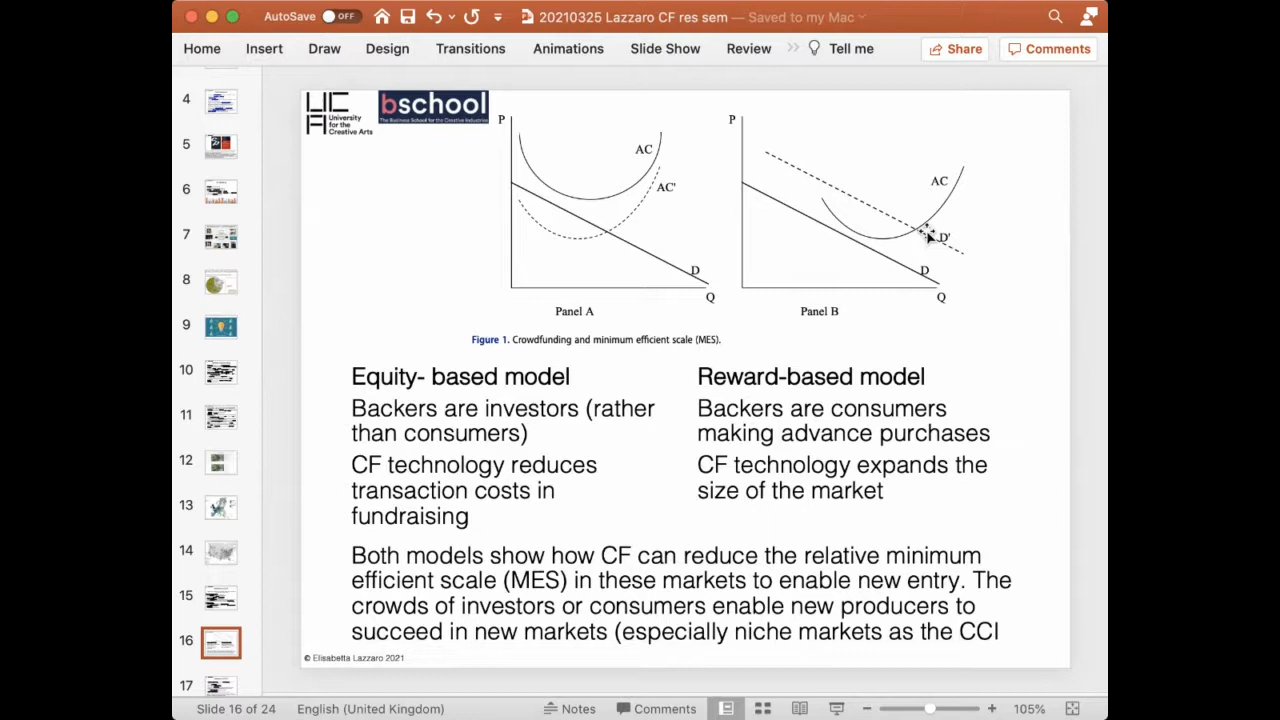 AutoSave OFF 20210325 Lazzaro CF res sem — Saved to my Mac
Home Insert Draw Design Transitions Animations Slide Show Review Tell me Share Comments
4
5
6
7
8
9
10
11
12
13
14
15
16
17
UCA
University
for the
Creative Arts
bschool
The Business School for the Creative Industries
P
AC
AC'
D
Q
Panel A
P
AC
D'
D
Q
Panel B
Figure 1. Crowdfunding and minimum efficient scale (MES).
Equity- based model
Backers are investors (rather
than consumers)
CF technology reduces
transaction costs in
fundraising
Reward-based model
Backers are consumers
making advance purchases
CF technology expands the
size of the market
Both models show how CF can reduce the relative minimum
efficient scale (MES) in these markets to enable new entry. The
crowds of investors or consumers enable new producers to
succeed in new markets (especially niche markets as the CCI
© Elisabetta Lazzaro 2021
Slide 16 of 24 English (United Kingdom) Notes Comments 105%